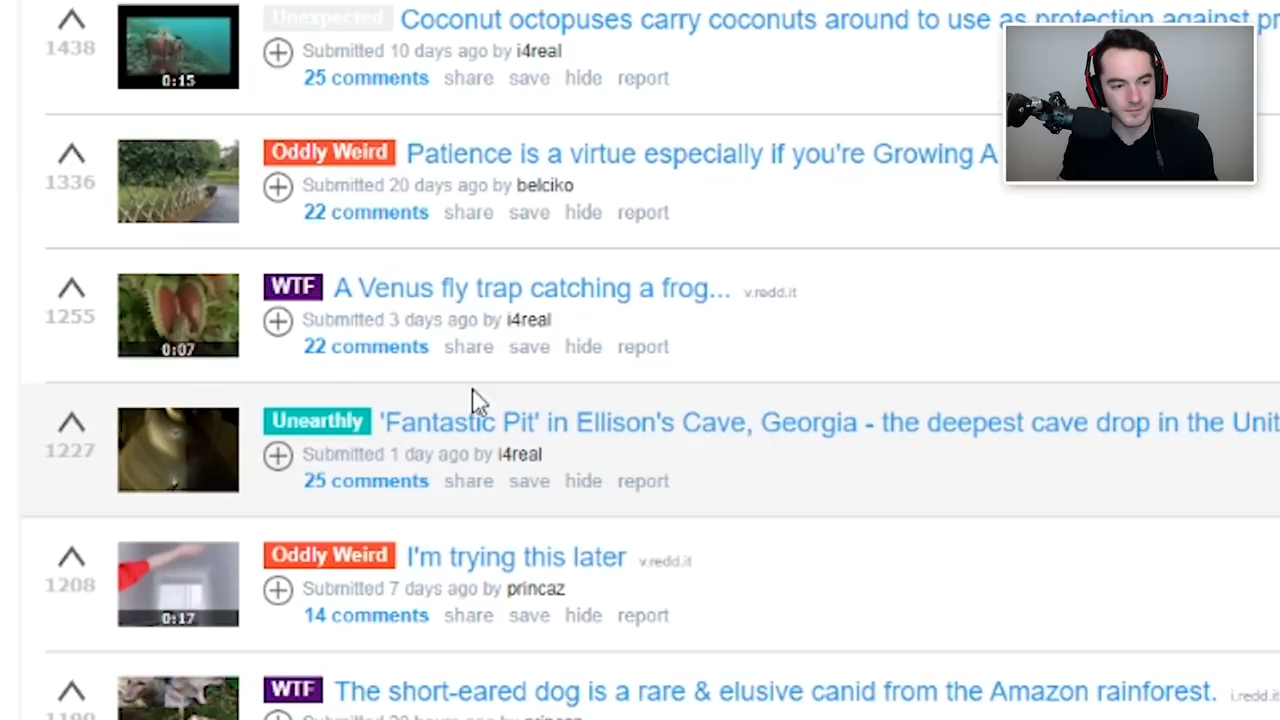 Unexpected Coconut octopuses carry coconuts around to use as protection against pr
1438
Submitted 10 days ago by i4real
0:15
25 comments share save hide report
Oddly Weird Patience is a virtue especially if you're Growing A
1336
Submitted 20 days ago by belciko
22 comments share save hide report
WTF A Venus fly trap catching a frog... v.redd.it
1255
Submitted 3 days ago by i4real
0:07
22 comments share save hide report
Unearthly 'Fantastic Pit' in Ellison's Cave, Georgia - the deepest cave drop in the Unit
1227
Submitted 1 day ago by i4real
25 comments share save hide report
Oddly Weird I'm trying this later v.redd.it
1208
Submitted 7 days ago by princaz
0:17
14 comments share save hide report
WTF The short-eared dog is a rare & elusive canid from the Amazon rainforest. i.redd.it